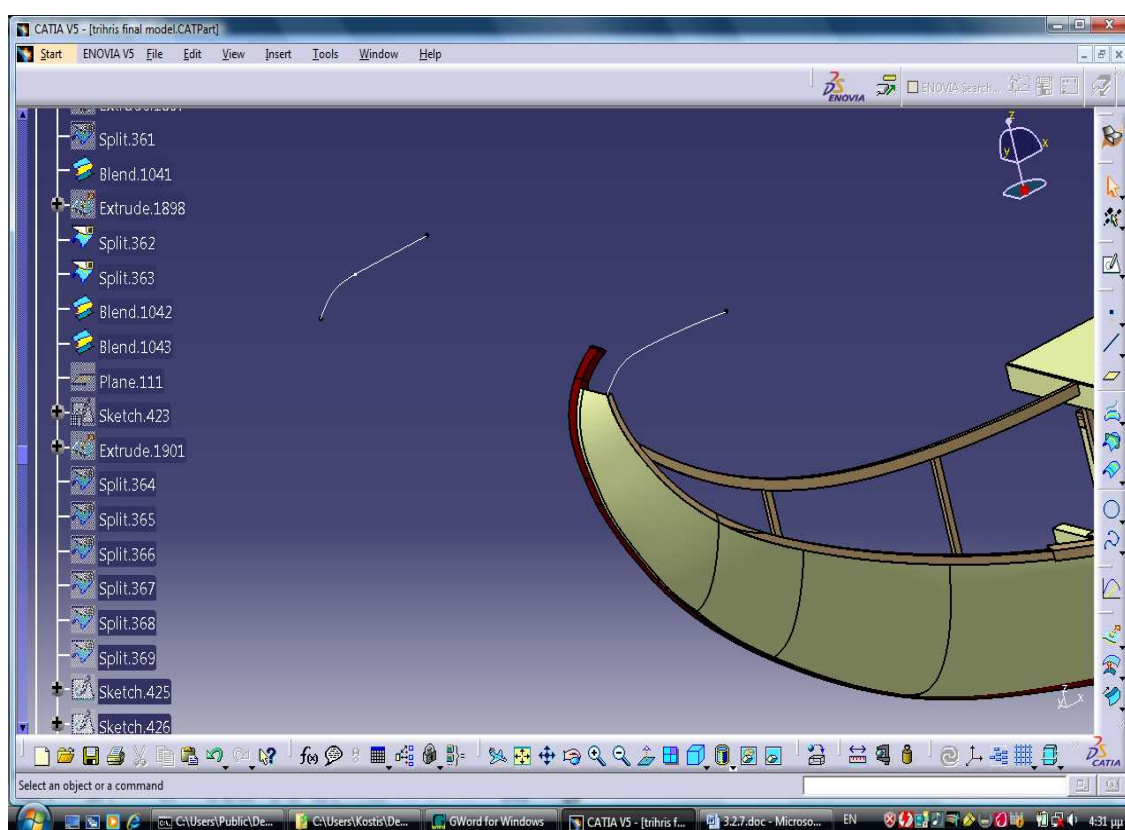 CATIA V5 - [trihris final model.CATPart]
Start ENOVIA V5 File Edit View Insert Tools Window Help
DS ENOVIA ENOVIA Search...
Split.361
Blend.1041
Extrude.1898
Split.362
Split.363
Blend.1042
Blend.1043
Plane.111
Sketch.423
Extrude.1901
Split.364
Split.365
Split.366
Split.367
Split.368
Split.369
Sketch.425
Sketch.426
z
x
y
z
y
x
f(x)
DS CATIA
Select an object or a command
C:\Users\Public\De... C:\Users\Kostis\De... GWord for Windows CATIA V5 - [trihris f... 3.2.7.doc - Microso... EN 4:31 μμ